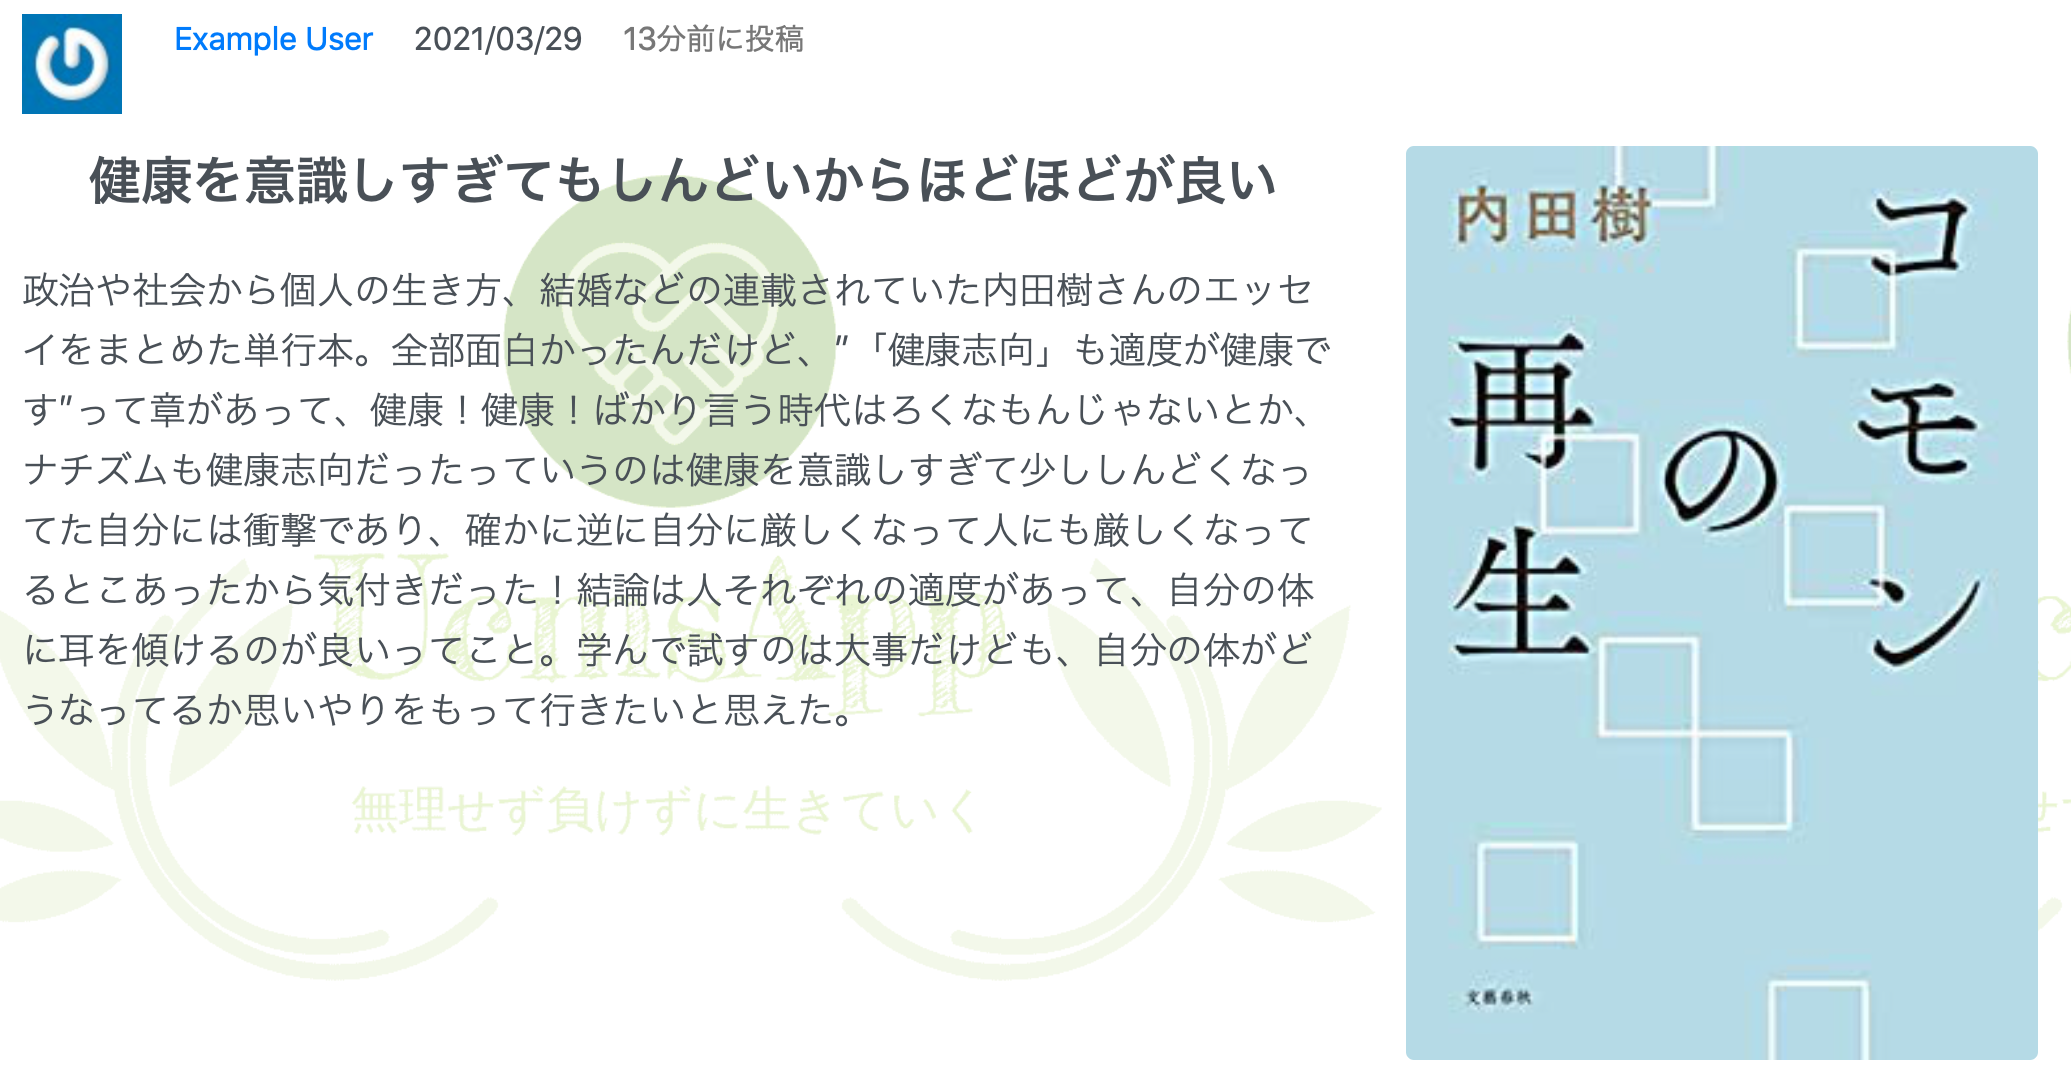 Example User 2021/03/29 13分前に投稿
健康を意識しすぎてもしんどいからほどほどが良い
政治や社会から個人の生き方、結婚などの連載されていた内田樹さんのエッセ
イをまとめた単行本。全部面白かったんだけど、”「健康志向」も適度が健康で
す”って章があって、健康！健康！ばかり言う時代はろくなもんじゃないとか、
ナチズムも健康志向だったっていうのは健康を意識しすぎて少ししんどくなっ
てた自分には衝撃であり、確かに逆に自分に厳しくなって人にも厳しくなって
るとこあったから気付きだった！結論は人それぞれの適度があって、自分の体
に耳を傾けるのが良いってこと。学んで試すのは大事だけども、自分の体がど
うなってるか思いやりをもって行きたいと思えた。
UcmsApp
無理せず負けずに生きていく
コモン
の
再生
内田樹
文藝春秋